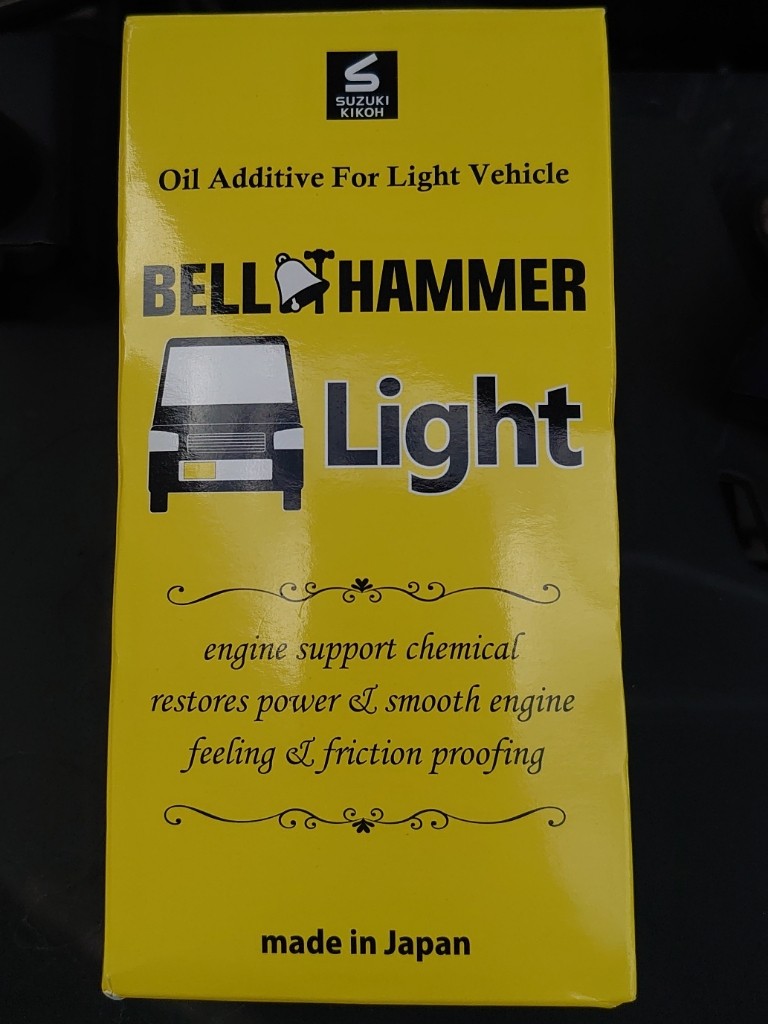 SUZUKI
KIKOH
Oil Additive For Light Vehicle
BELL HAMMER
Light
engine support chemical
restores power & smooth engine
feeling & friction proofing
made in Japan